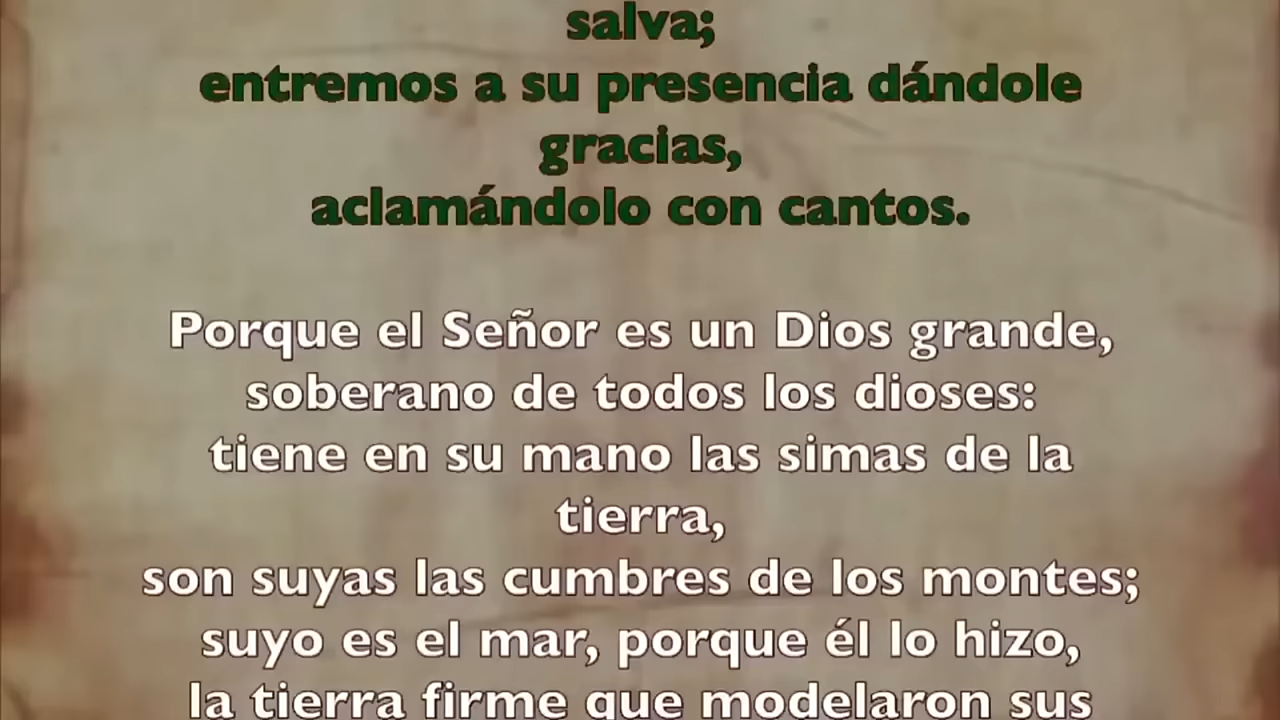 salva;
entremos a su presencia dándole
gracias,
aclamándolo con cantos.
Porque el Señor es un Dios grande,
soberano de todos los dioses:
tiene en su mano las simas de la
tierra,
son suyas las cumbres de los montes;
suyo es el mar, porque él lo hizo,
la tierra firme que modelaron sus